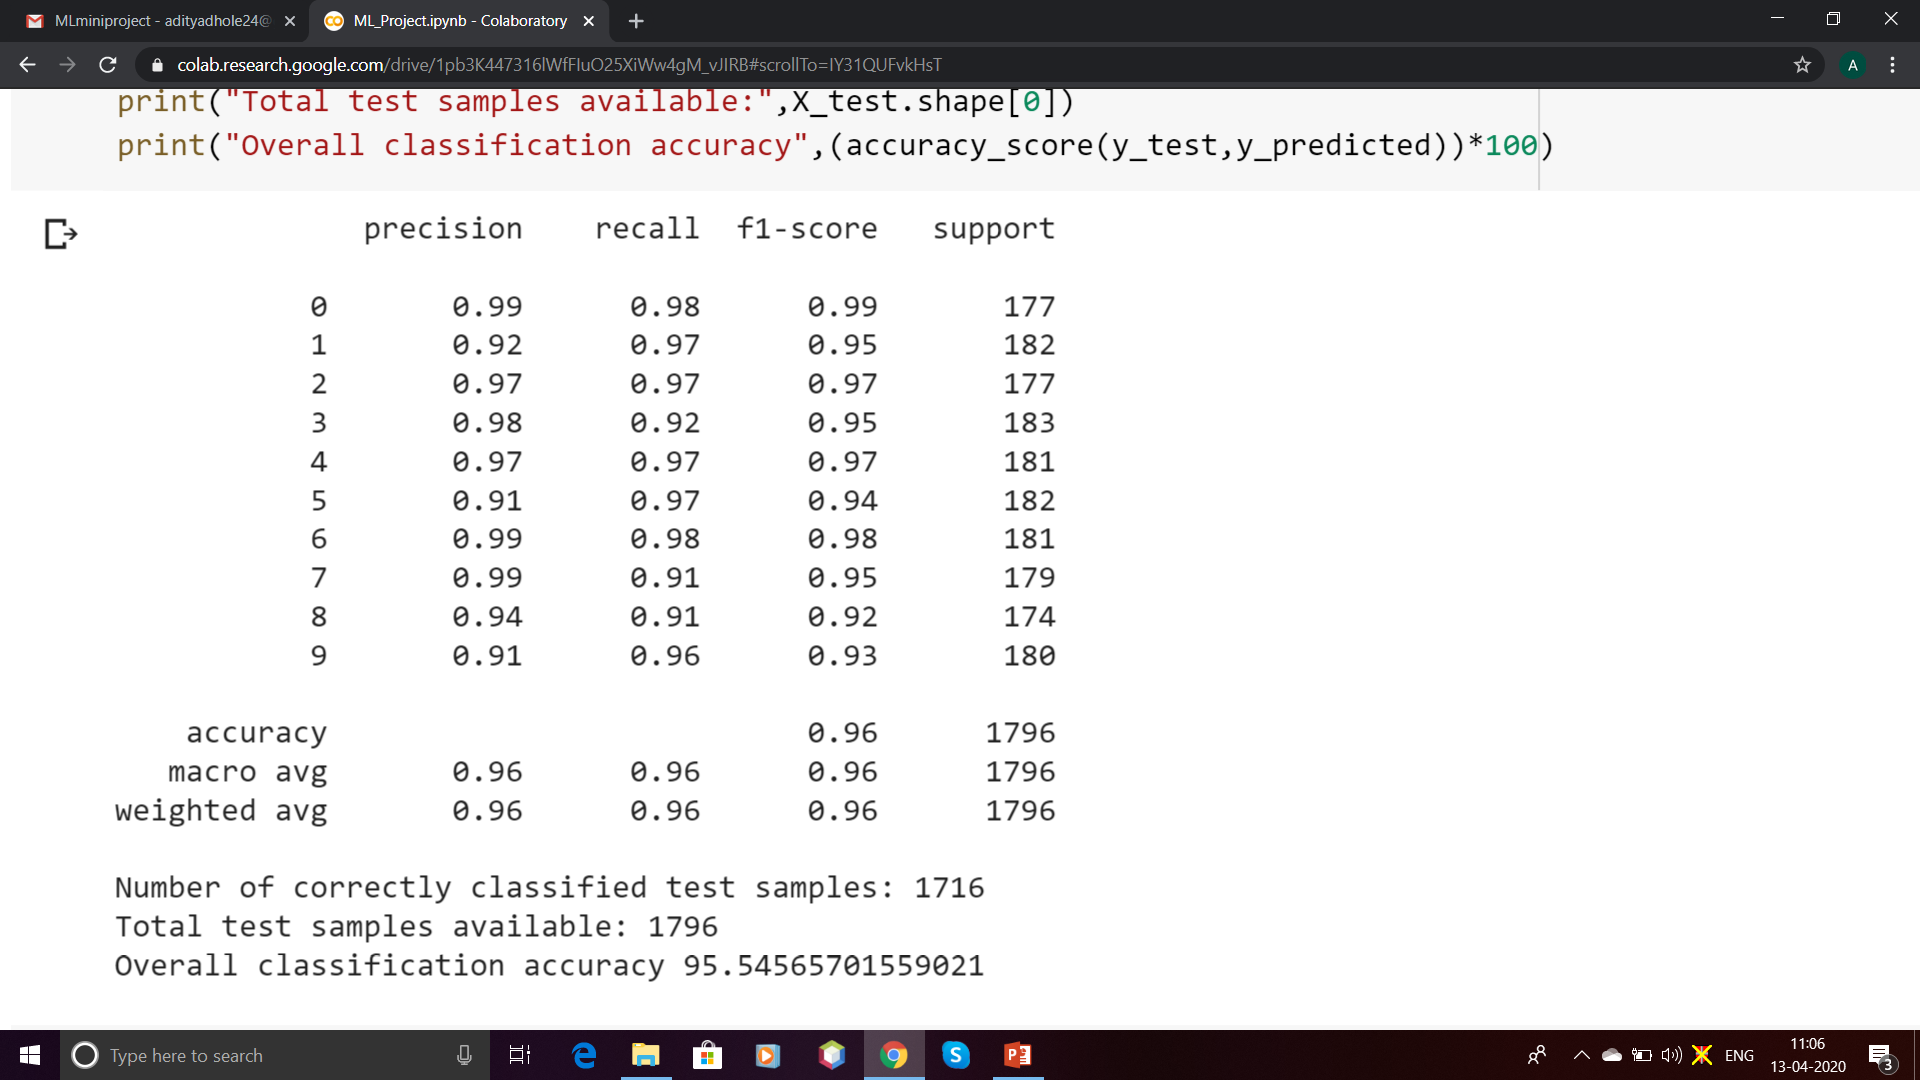 MLminiproject - adityadhole24@
ML_Project.ipynb - Colaboratory
colab.research.google.com/drive/1pb3K447316lWfFIuO25XiWw4gM_vJIRB#scrollTo=IY31QUFvkHsT
A
print("Total test samples available:",X_test.shape[0])
print("Overall classification accuracy",(accuracy_score(y_test,y_predicted))*100)
precision recall f1-score support
0 0.99 0.98 0.99 177
1 0.92 0.97 0.95 182
2 0.97 0.97 0.97 177
3 0.98 0.92 0.95 183
4 0.97 0.97 0.97 181
5 0.91 0.97 0.94 182
6 0.99 0.98 0.98 181
7 0.99 0.91 0.95 179
8 0.94 0.91 0.92 174
9 0.91 0.96 0.93 180
accuracy 0.96 1796
macro avg 0.96 0.96 0.96 1796
weighted avg 0.96 0.96 0.96 1796
Number of correctly classified test samples: 1716
Total test samples available: 1796
Overall classification accuracy 95.54565701559021
Type here to search
ENG
11:06
13-04-2020
3